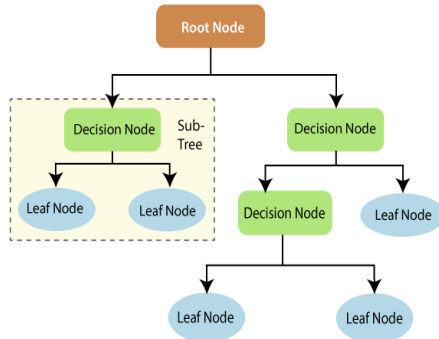 Root Node
Decision Node
Sub-
Tree
Decision Node
Leaf Node
Leaf Node
Decision Node
Leaf Node
Leaf Node
Leaf Node